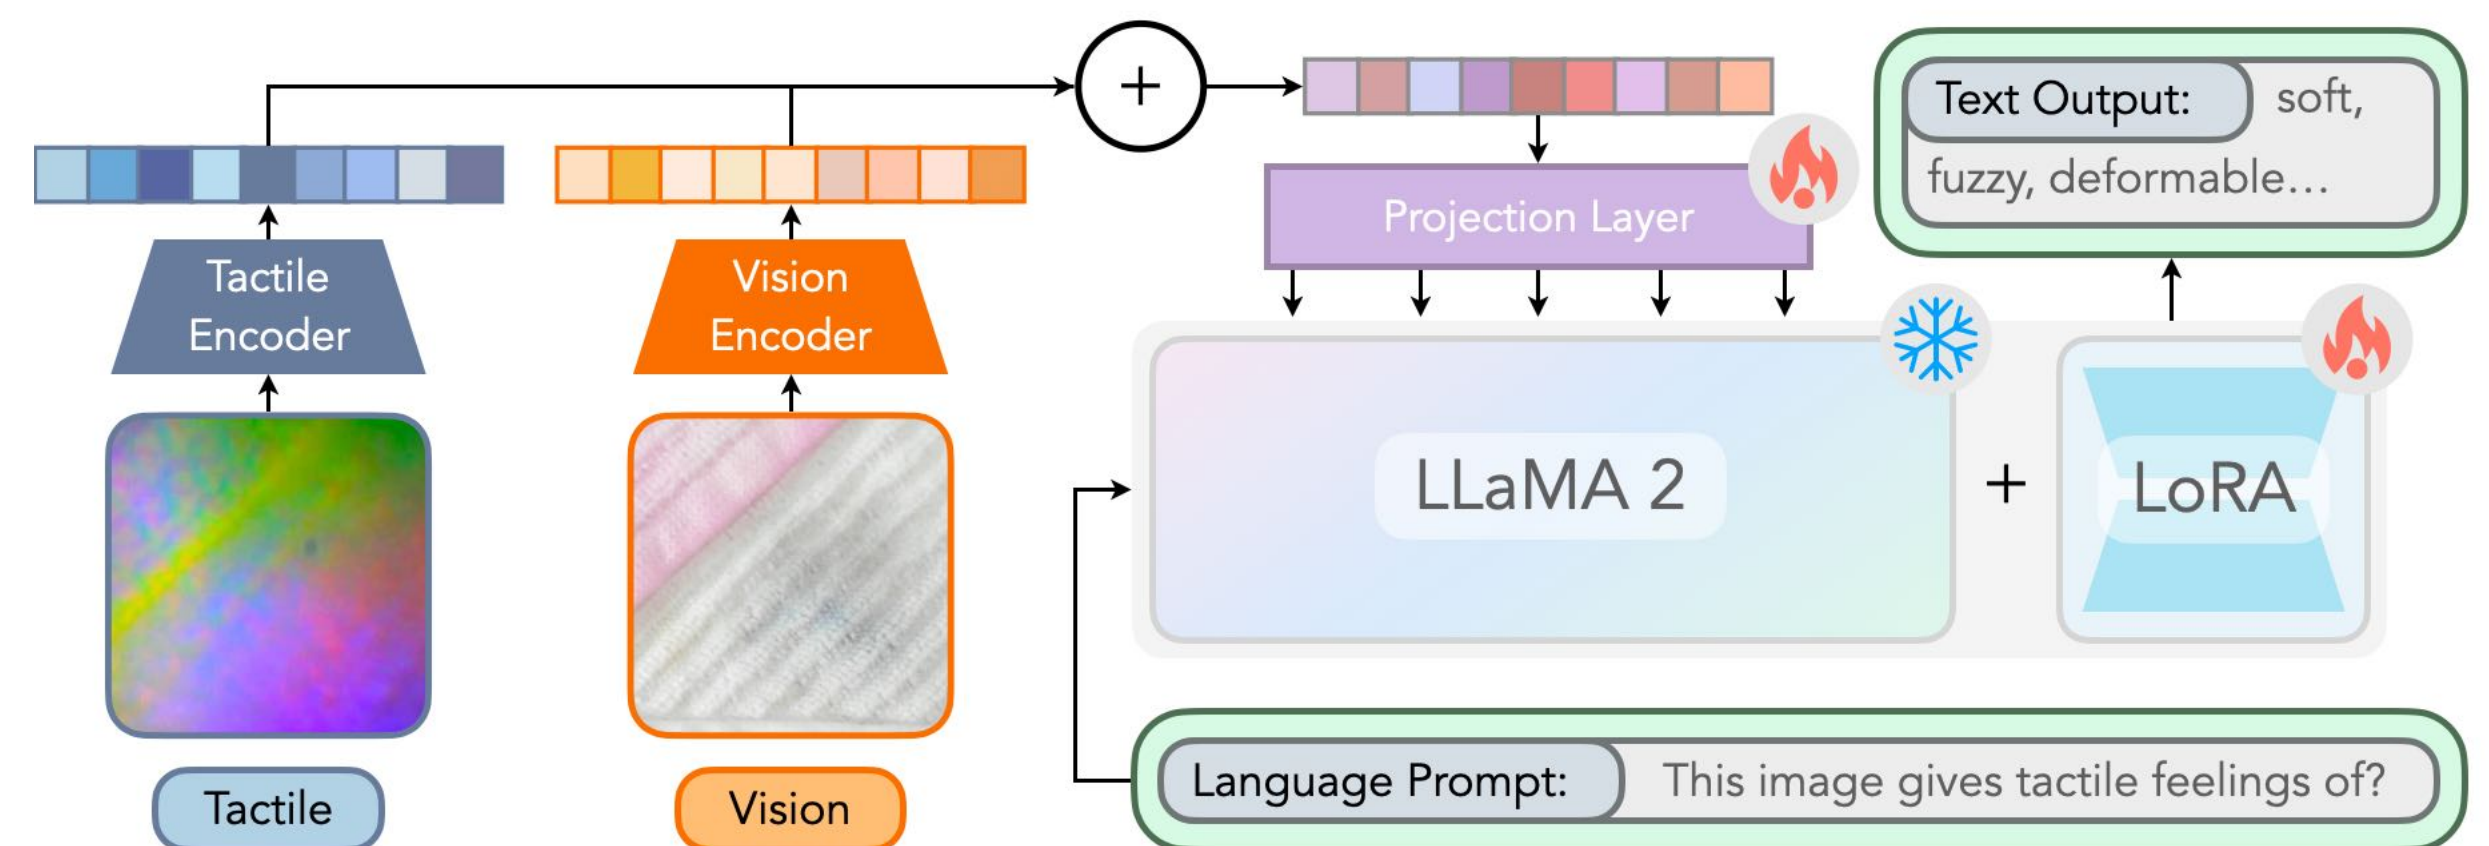 Text Output: soft,
fuzzy, deformable...
Projection Layer
Tactile
Encoder
Vision
Encoder
LLaMA 2
+
LoRA
+
Language Prompt: This image gives tactile feelings of?
Tactile
Vision